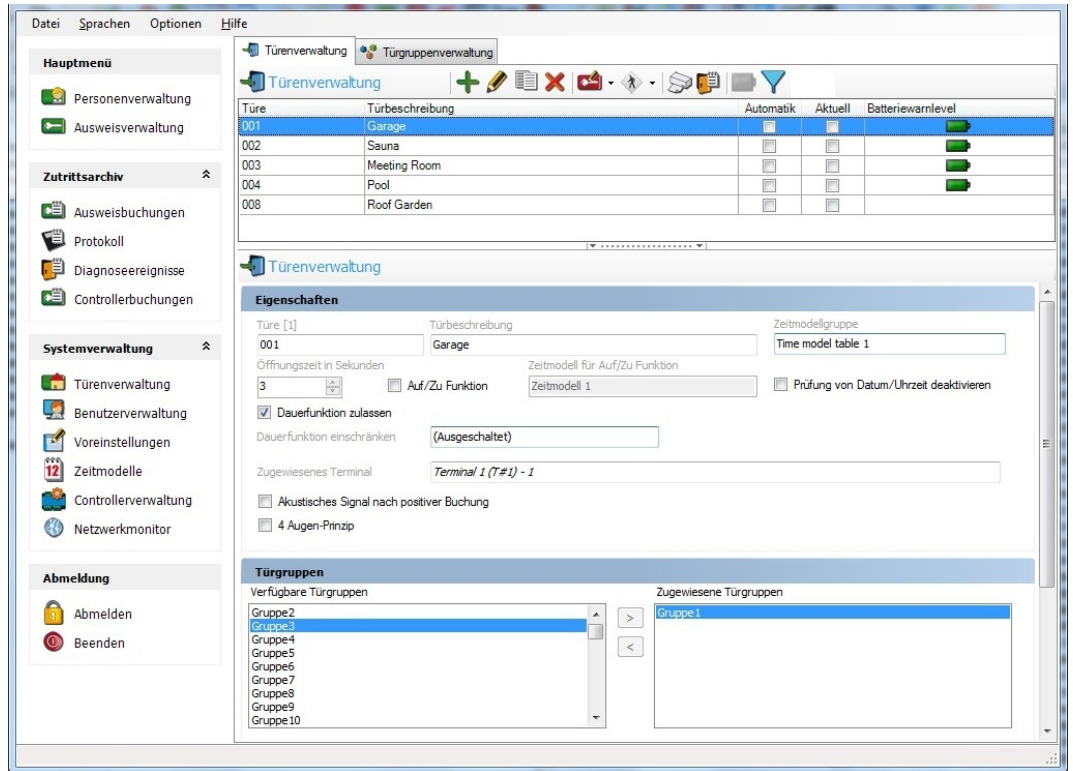 Datei Sprachen Optionen Hilfe
Hauptmenü
Personenverwaltung
Ausweisverwaltung
Zutrittsarchiv
Ausweisbuchungen
Protokoll
Diagnoseereignisse
Controllerbuchungen
Systemverwaltung
Türenverwaltung
Benutzerverwaltung
Voreinstellungen
12 Zeitmodelle
Controllerverwaltung
Netzwerkmonitor
Abmeldung
Abmelden
Beenden
Türenverwaltung Türgruppenverwaltung
Türenverwaltung
Türe Türbeschreibung Automatik Aktuell Batteriewarnlevel
001 Garage
002 Sauna
003 Meeting Room
004 Pool
008 Roof Garden
Türenverwaltung
Eigenschaften
Türe [1] Türbeschreibung Zeitmodellgruppe
001 Garage Time model table 1
Öffnungszeit in Sekunden Zeitmodell für Auf/Zu Funktion
3 Auf/Zu Funktion Zeitmodell 1 Prüfung von Datum/Uhrzeit deaktivieren
Dauerfunktion zulassen
Dauerfunktion einschränken (Ausgeschaltet)
Zugewiesenes Terminal Terminal 1 (T#1) - 1
Akustisches Signal nach positiver Buchung
4 Augen-Prinzip
Türgruppen
Verfügbare Türgruppen Zugewiesene Türgruppen
Gruppe2 > Gruppe1
Gruppe3
Gruppe4
Gruppe5 <
Gruppe6
Gruppe7
Gruppe8
Gruppe9
Gruppe10